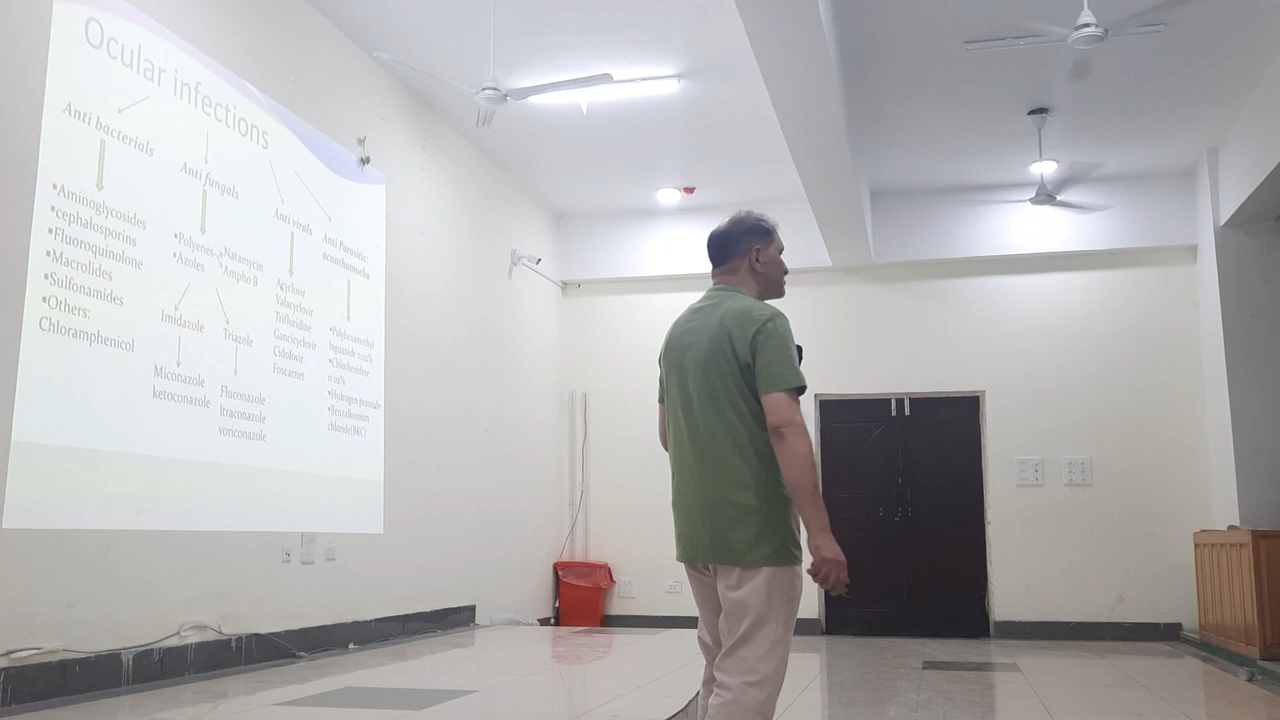 Ocular infections
Anti bacterials
▪Aminoglycosides
▪cephalosporins
▪Fluoroquinolone
▪Macrolides
▪Sulfonamides
▪Others:
Chloramphenicol
Anti fungals
▪Polyenes-
Natamycin
Ampho B
▪Azoles
Imidazole
Triazole
Miconazole
ketoconazole
Fluconazole
Itraconazole
voriconazole
Anti virals
Acyclovir
Valacyclovir
Trifluridine
Gancicyclovir
Cidofovir
Foscarnet
Anti Parasitic:
acanthamoeba
▪Polyhexamethyl
biguanide 0.02%
▪Chlorhexidine
0.02%
▪Hydrogen peroxide
▪Benzalkonium
chloride(BKC)